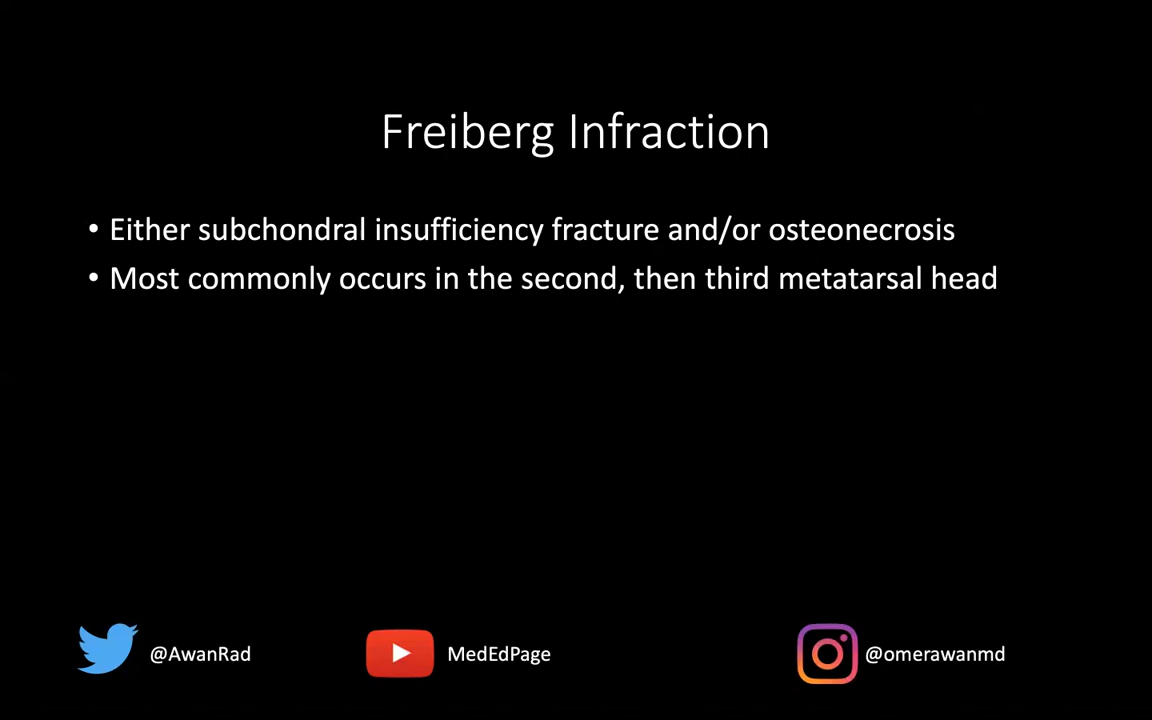 Freiberg Infraction
• Either subchondral insufficiency fracture and/or osteonecrosis
• Most commonly occurs in the second, then third metatarsal head
@AwanRad
MedEdPage
@omerawanmd